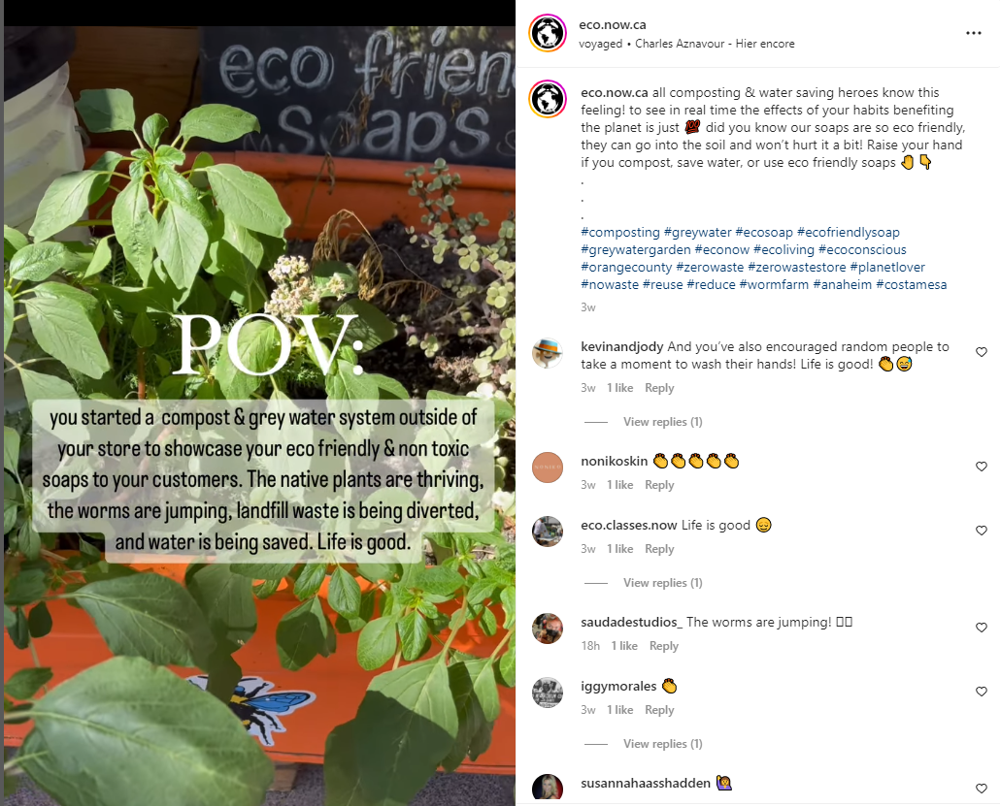 eco frien
soaps
POV:
you started a compost & grey water system outside of
your store to showcase your eco friendly & non toxic
soaps to your customers. The native plants are thriving,
the worms are jumping, landfill waste is being diverted,
and water is being saved. Life is good.
eco.now.ca
voyaged • Charles Aznavour - Hier encore
eco.now.ca all composting & water saving heroes know this
feeling! to see in real time the effects of your habits benefiting
the planet is just 💯 did you know our soaps are so eco friendly,
they can go into the soil and won’t hurt it a bit! Raise your hand
if you compost, save water, or use eco friendly soaps 🤚👇
.
.
.
#composting #greywater #ecosoap #ecofriendlysoap
#greywatergarden #econow #ecoliving #ecoconscious
#orangecounty #zerowaste #zerowastestore #planetlover
#nowaste #reuse #reduce #wormfarm #anaheim #costamesa
3w
kevinandjody And you’ve also encouraged random people to
take a moment to wash their hands! Life is good! 👏😅
3w 1 like Reply
View replies (1)
nonikoskin 👏👏👏👏👏
3w 1 like Reply
eco.classes.now Life is good 😌
3w 1 like Reply
View replies (1)
saudadestudios_ The worms are jumping! 
18h 1 like Reply
iggymorales 👏
3w 1 like Reply
View replies (1)
susannahaasshadden 🙋‍♀️